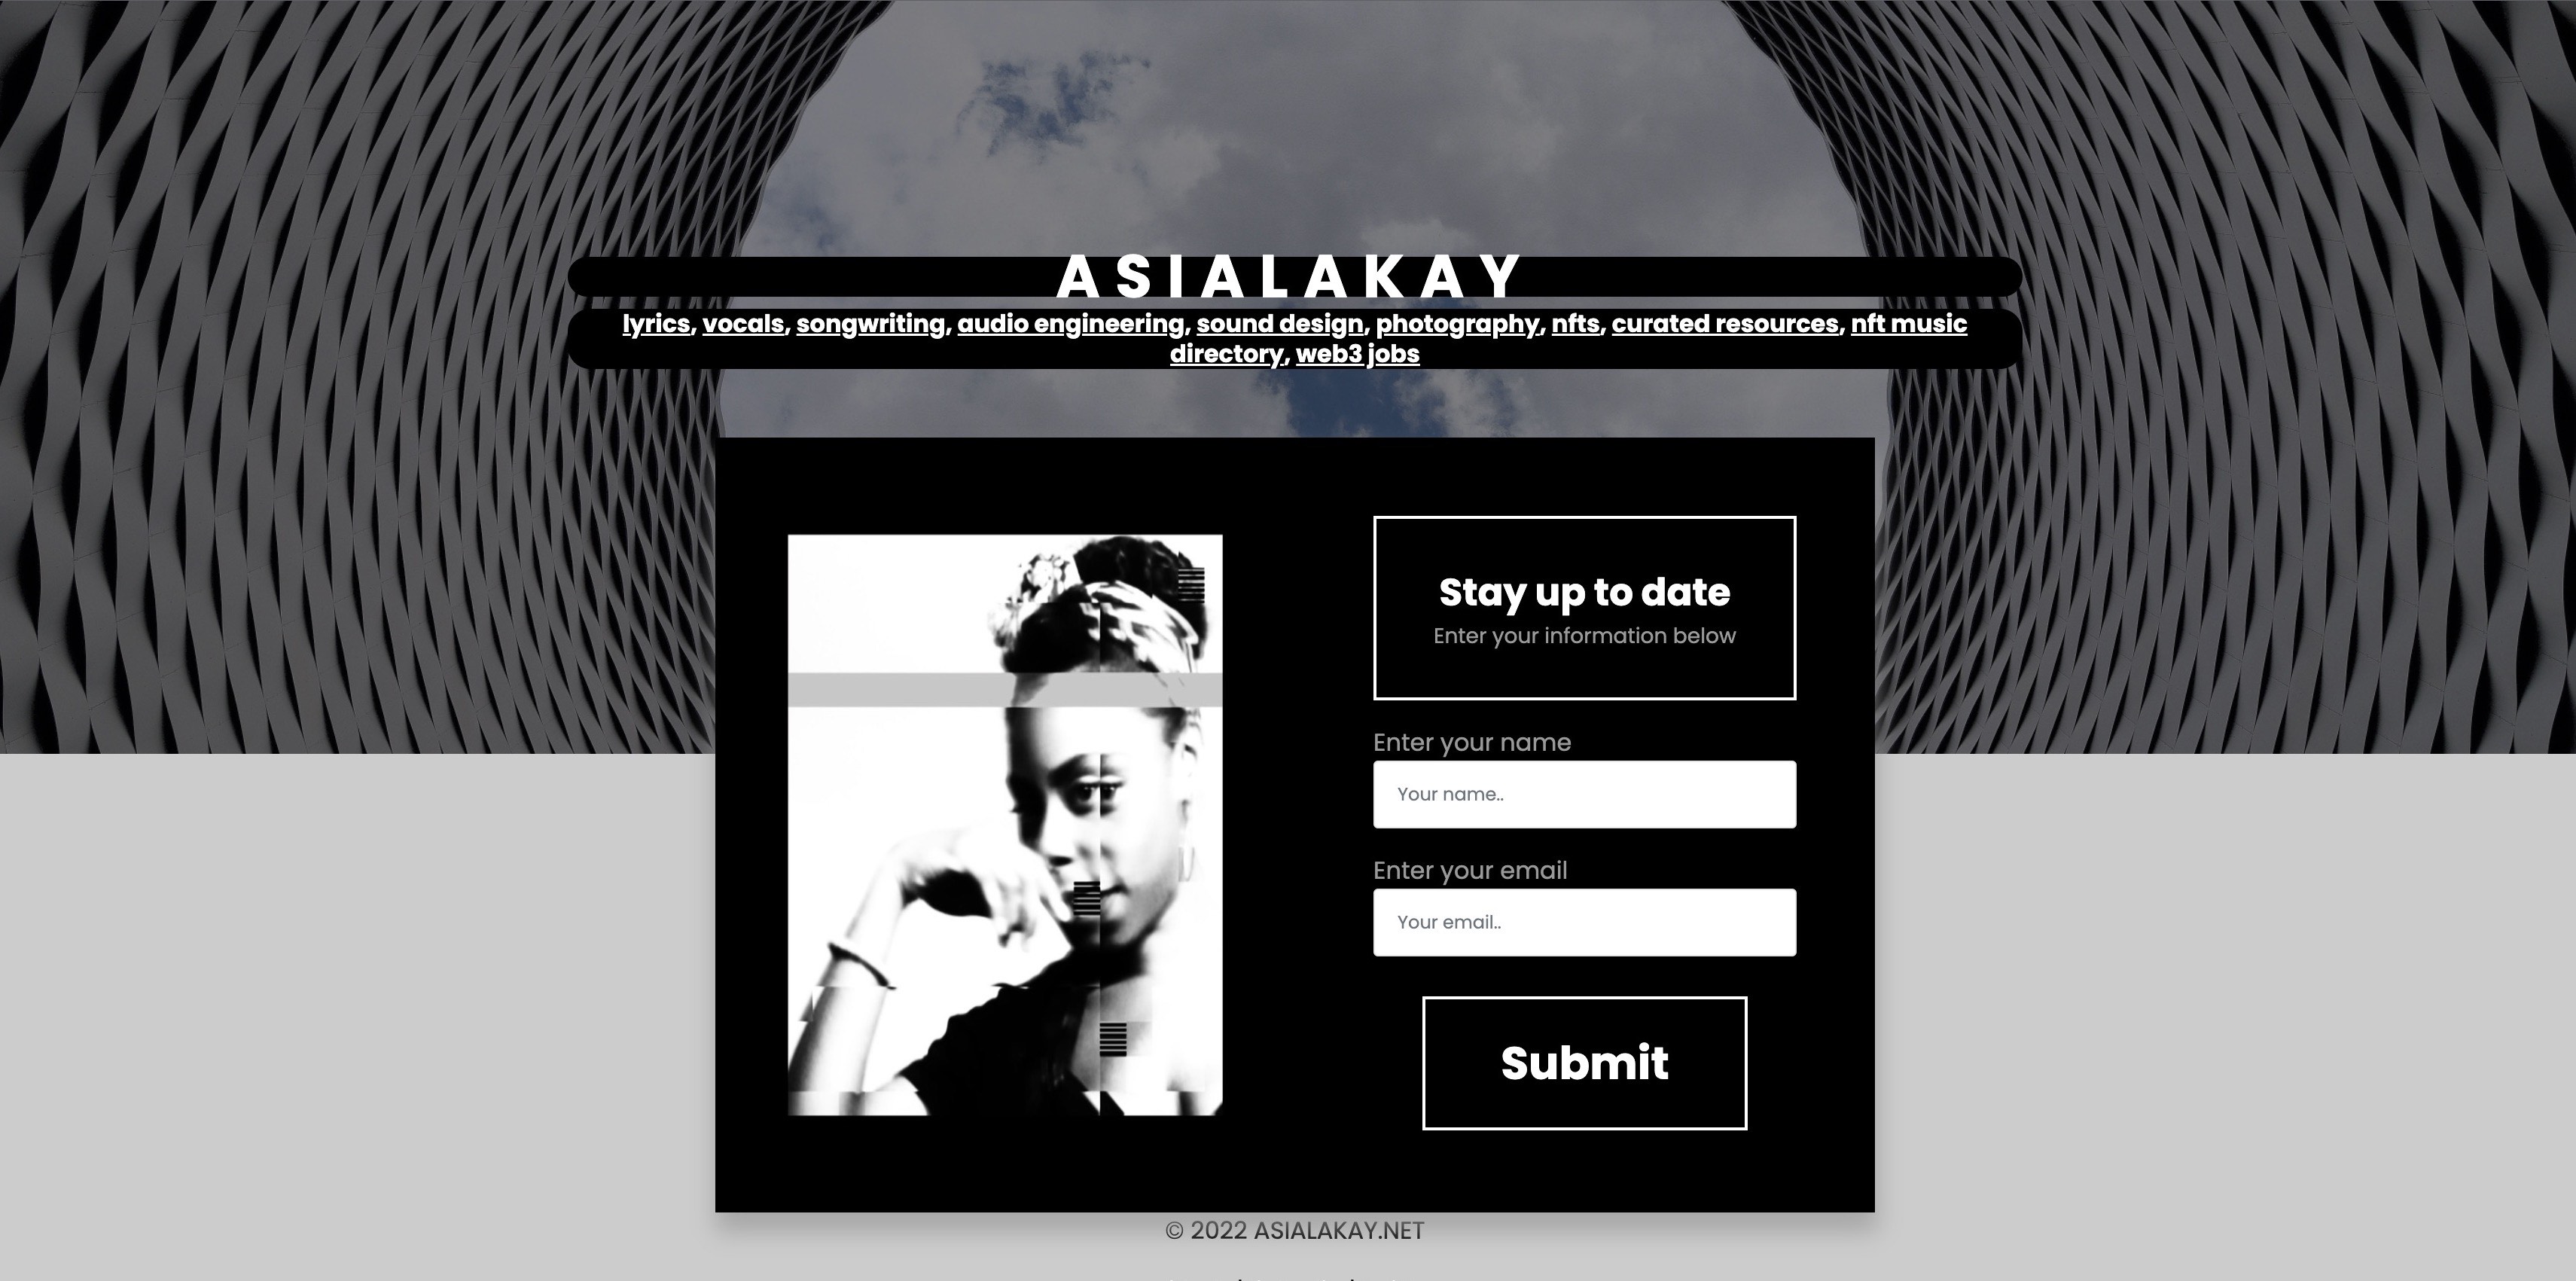 ASIALAKAY
lyrics, vocals, songwriting, audio engineering, sound design, photography, nfts, curated resources, nft music
directory, web3 jobs
Stay up to date
Enter your information below
Enter your name
Your name..
Enter your email
Your email..
Submit
© 2022 ASIALAKAY.NET